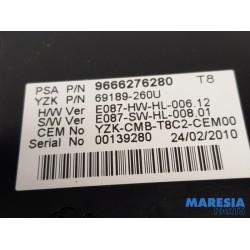 PSA P/N 9666276280 T8
YZK P/N 69189-260U
H/W Ver E087-HW-HL-006.12
S/W Ver E087-SW-HL-008.01
CEM No YZK-CMB-T8C2-CEM00
Serial No 00139280 24/02/2010
MARESIA
PARTS